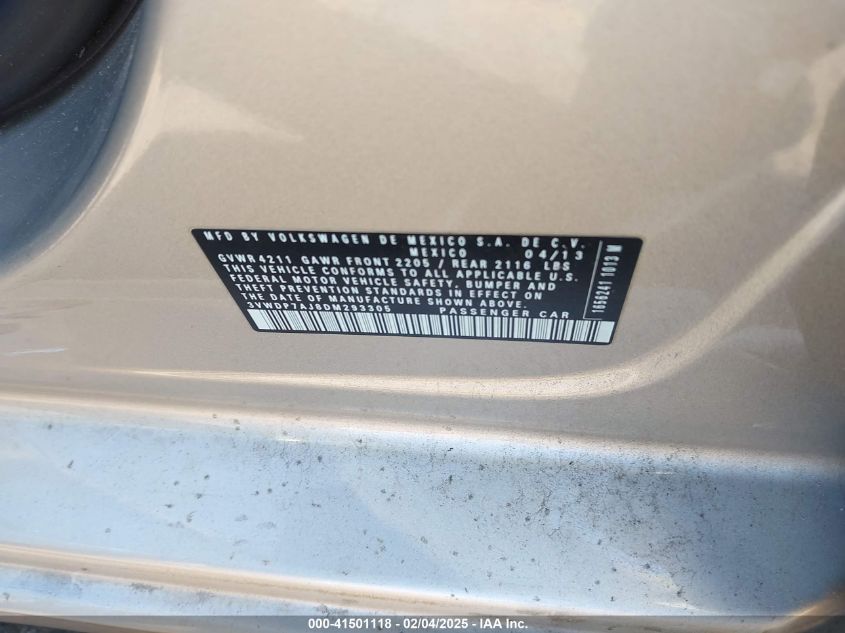 MFD BY VOLKSWAGEN DE MEXICO S.A. DE C.V.
MEXICO 04/13
GVWR 4211 GAWR FRONT 2205 / REAR 2116 LBS
THIS VEHICLE CONFORMS TO ALL APPLICABLE U.S.
FEDERAL MOTOR VEHICLE SAFETY, BUMPER AND
THEFT PREVENTION STANDARDS IN EFFECT ON
THE DATE OF MANUFACTURE SHOWN ABOVE.
3VWDP7AJ8DM293305 PASSENGER CAR
1656241 1013 M
000-41501118 - 02/04/2025 - IAA Inc.